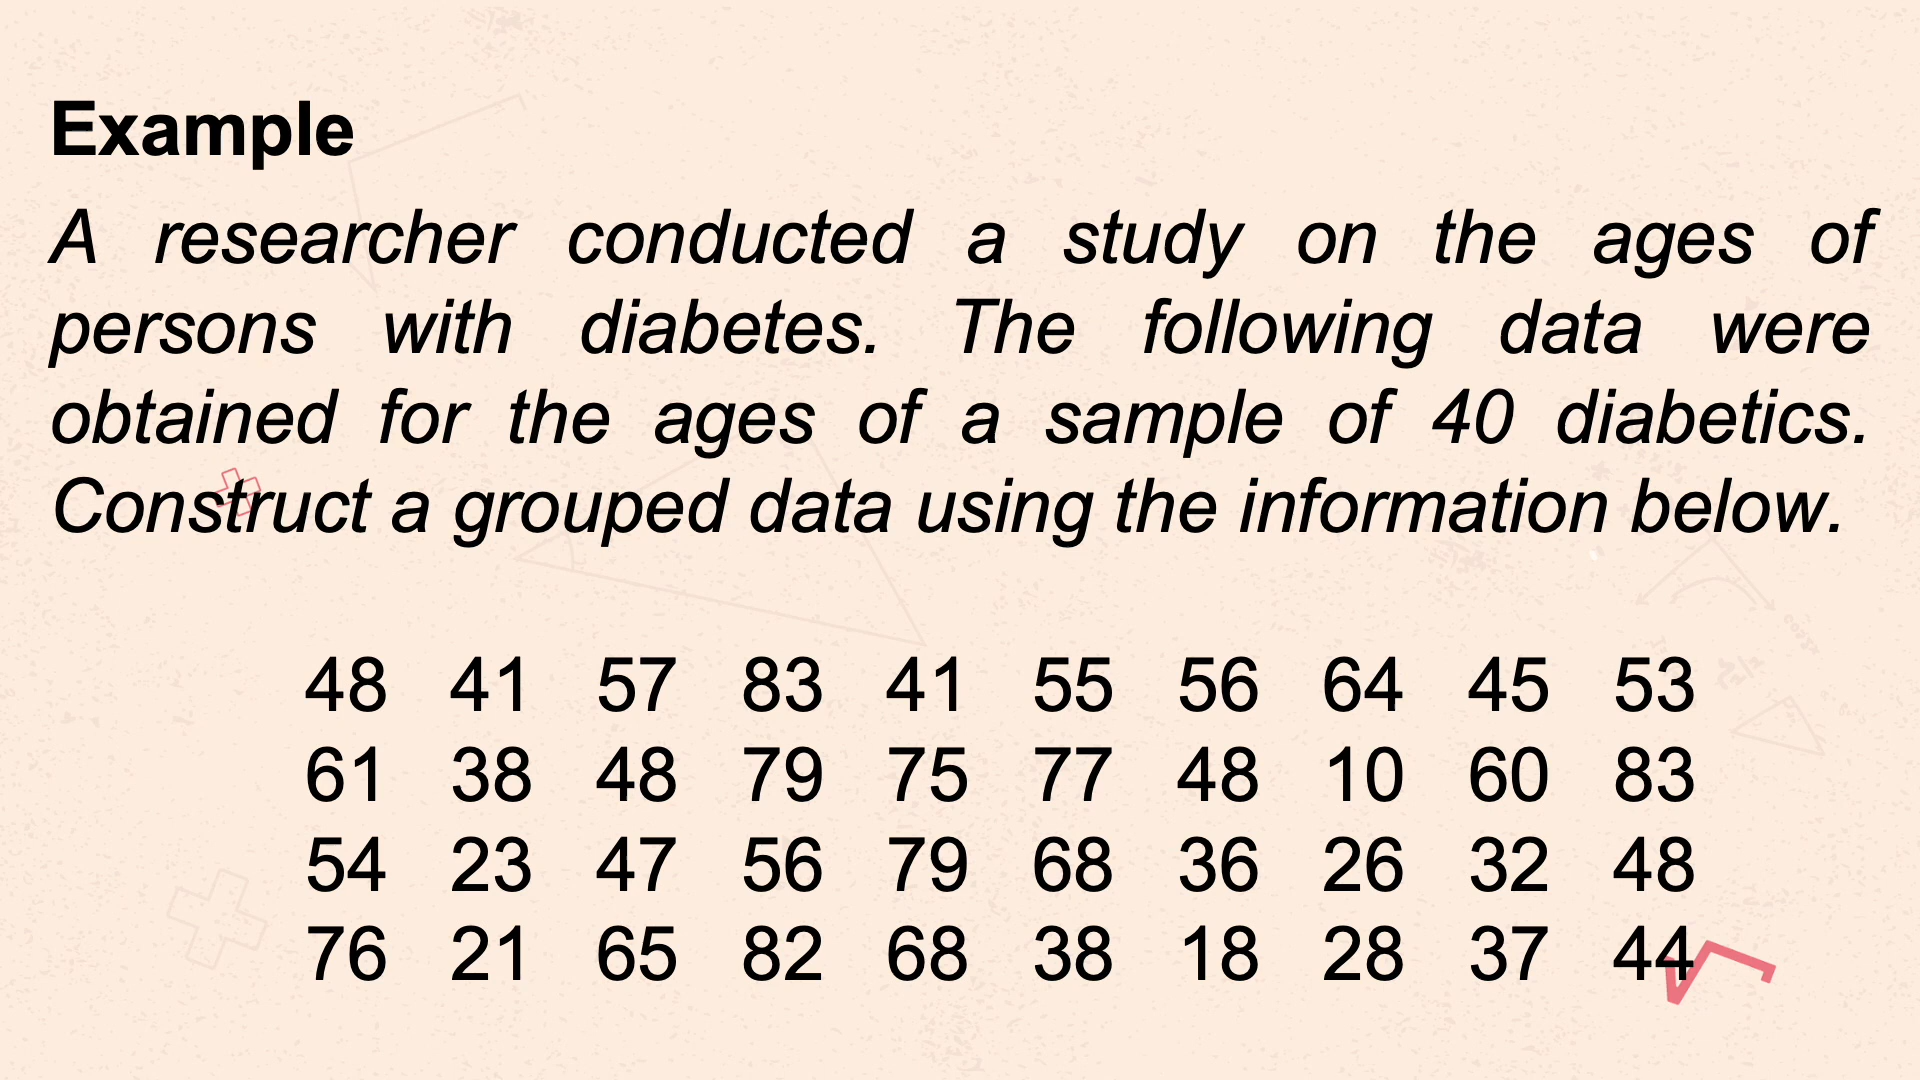 Example
A researcher conducted a study on the ages of
persons with diabetes. The following data were
obtained for the ages of a sample of 40 diabetics.
Construct a grouped data using the information below.
48 41 57 83 41 55 56 64 45 53
61 38 48 79 75 77 48 10 60 83
54 23 47 56 79 68 36 26 32 48
76 21 65 82 68 38 18 28 37 44